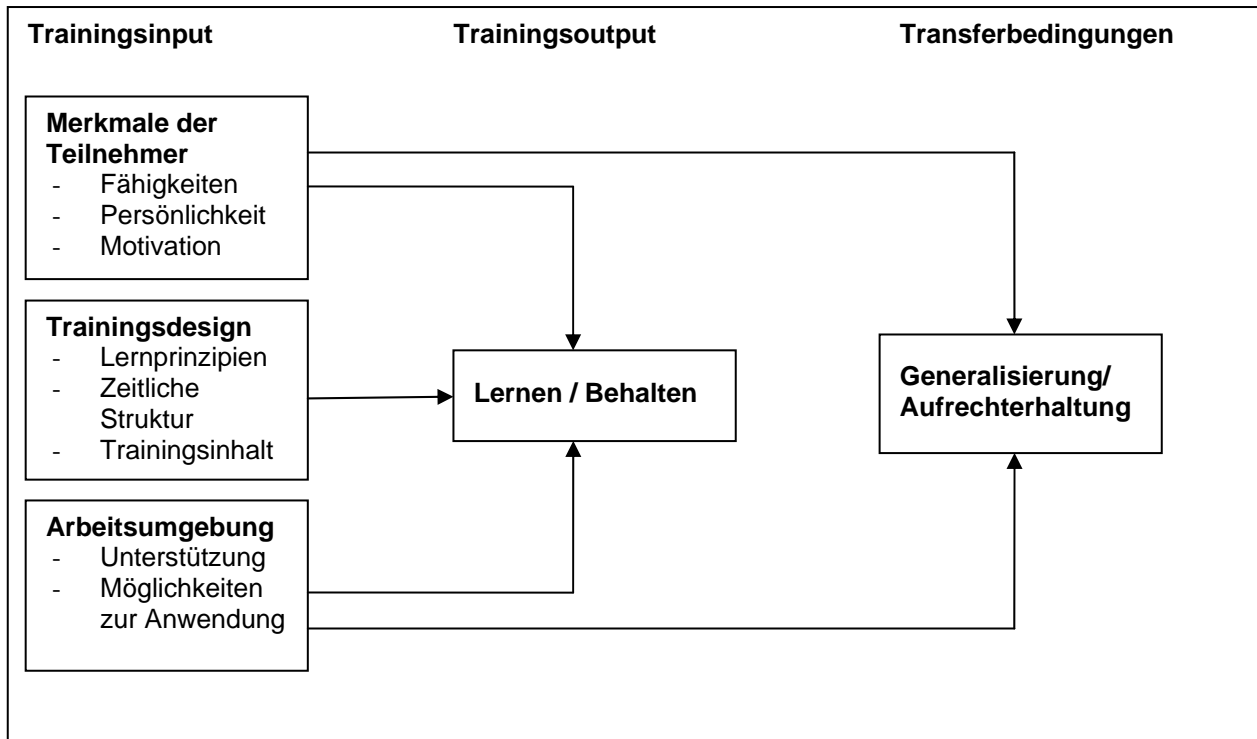 Trainingsinput
Trainingsoutput
Transferbedingungen
Merkmale der
Teilnehmer
- Fähigkeiten
- Persönlichkeit
- Motivation
Trainingsdesign
- Lernprinzipien
- Zeitliche
Struktur
- Trainingsinhalt
Arbeitsumgebung
- Unterstützung
- Möglichkeiten
zur Anwendung
Lernen / Behalten
Generalisierung/
Aufrechterhaltung